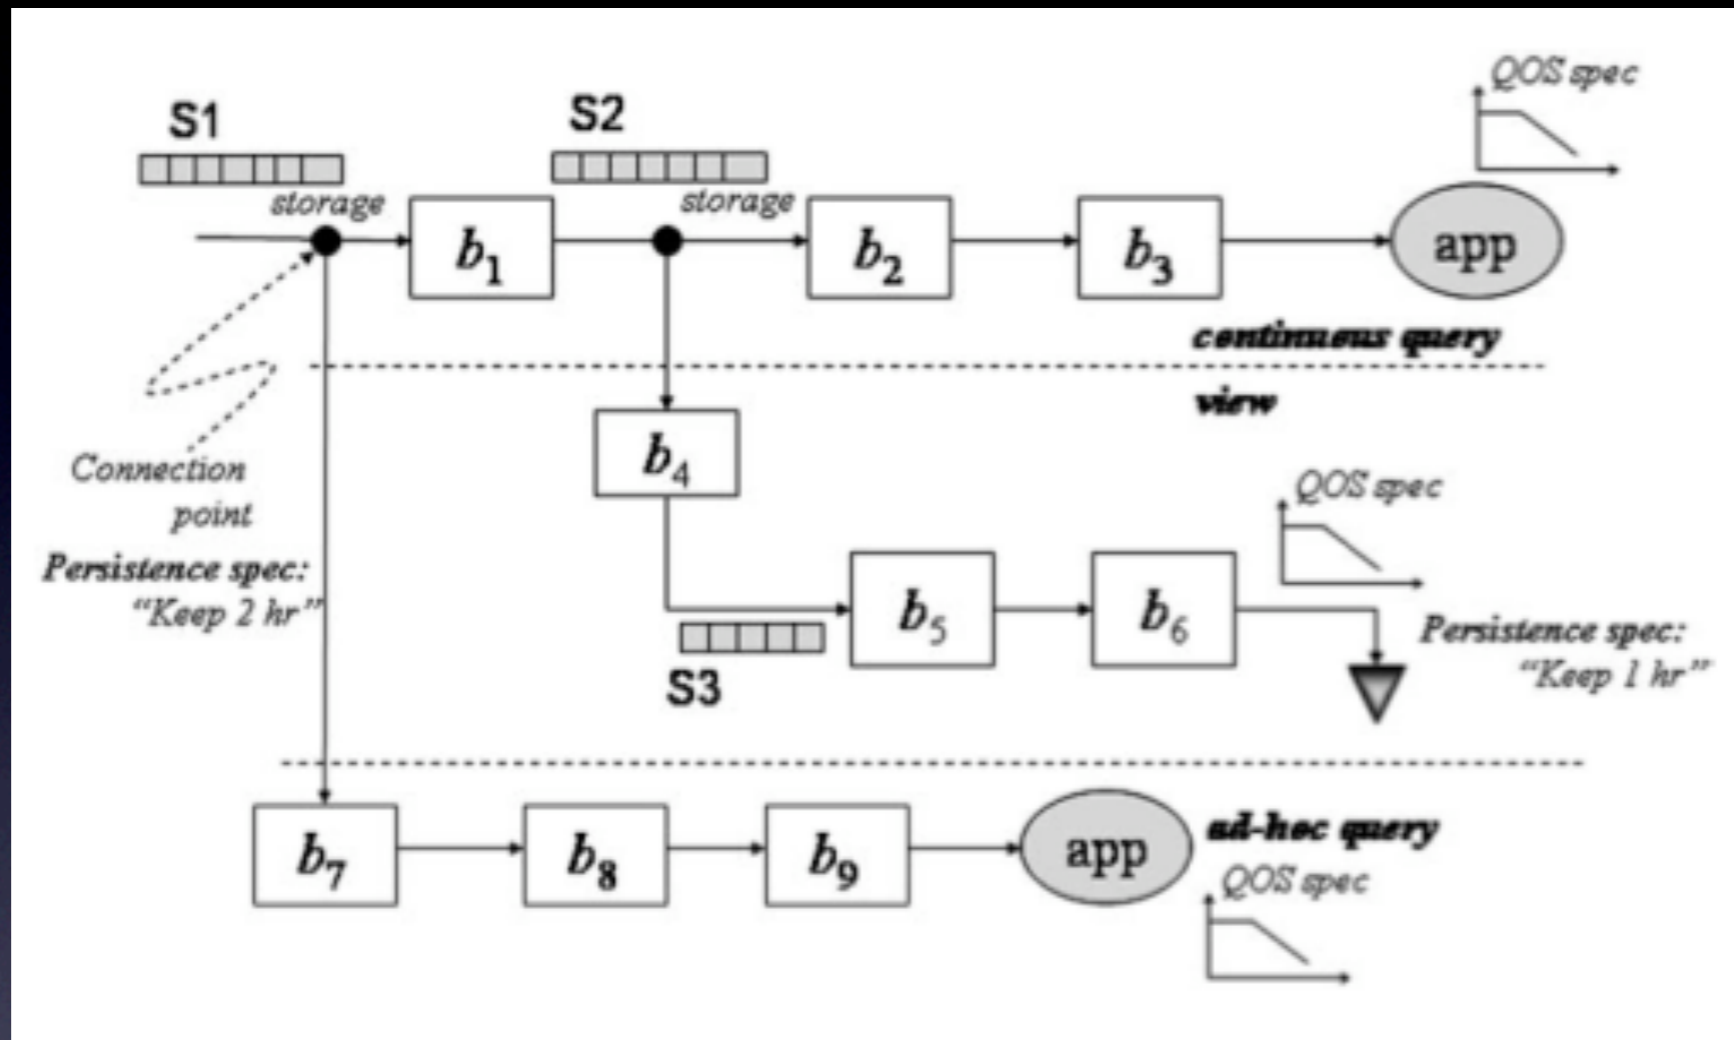 QOS spec
S1
S2
storage
storage
b1
b2
b3
app
continuous query
view
Connection
point
Persistence spec:
“Keep 2 hr”
b4
QOS spec
b5
b6
Persistence spec:
“Keep 1 hr”
S3
b7
b8
b9
app
ad-hoc query
QOS spec